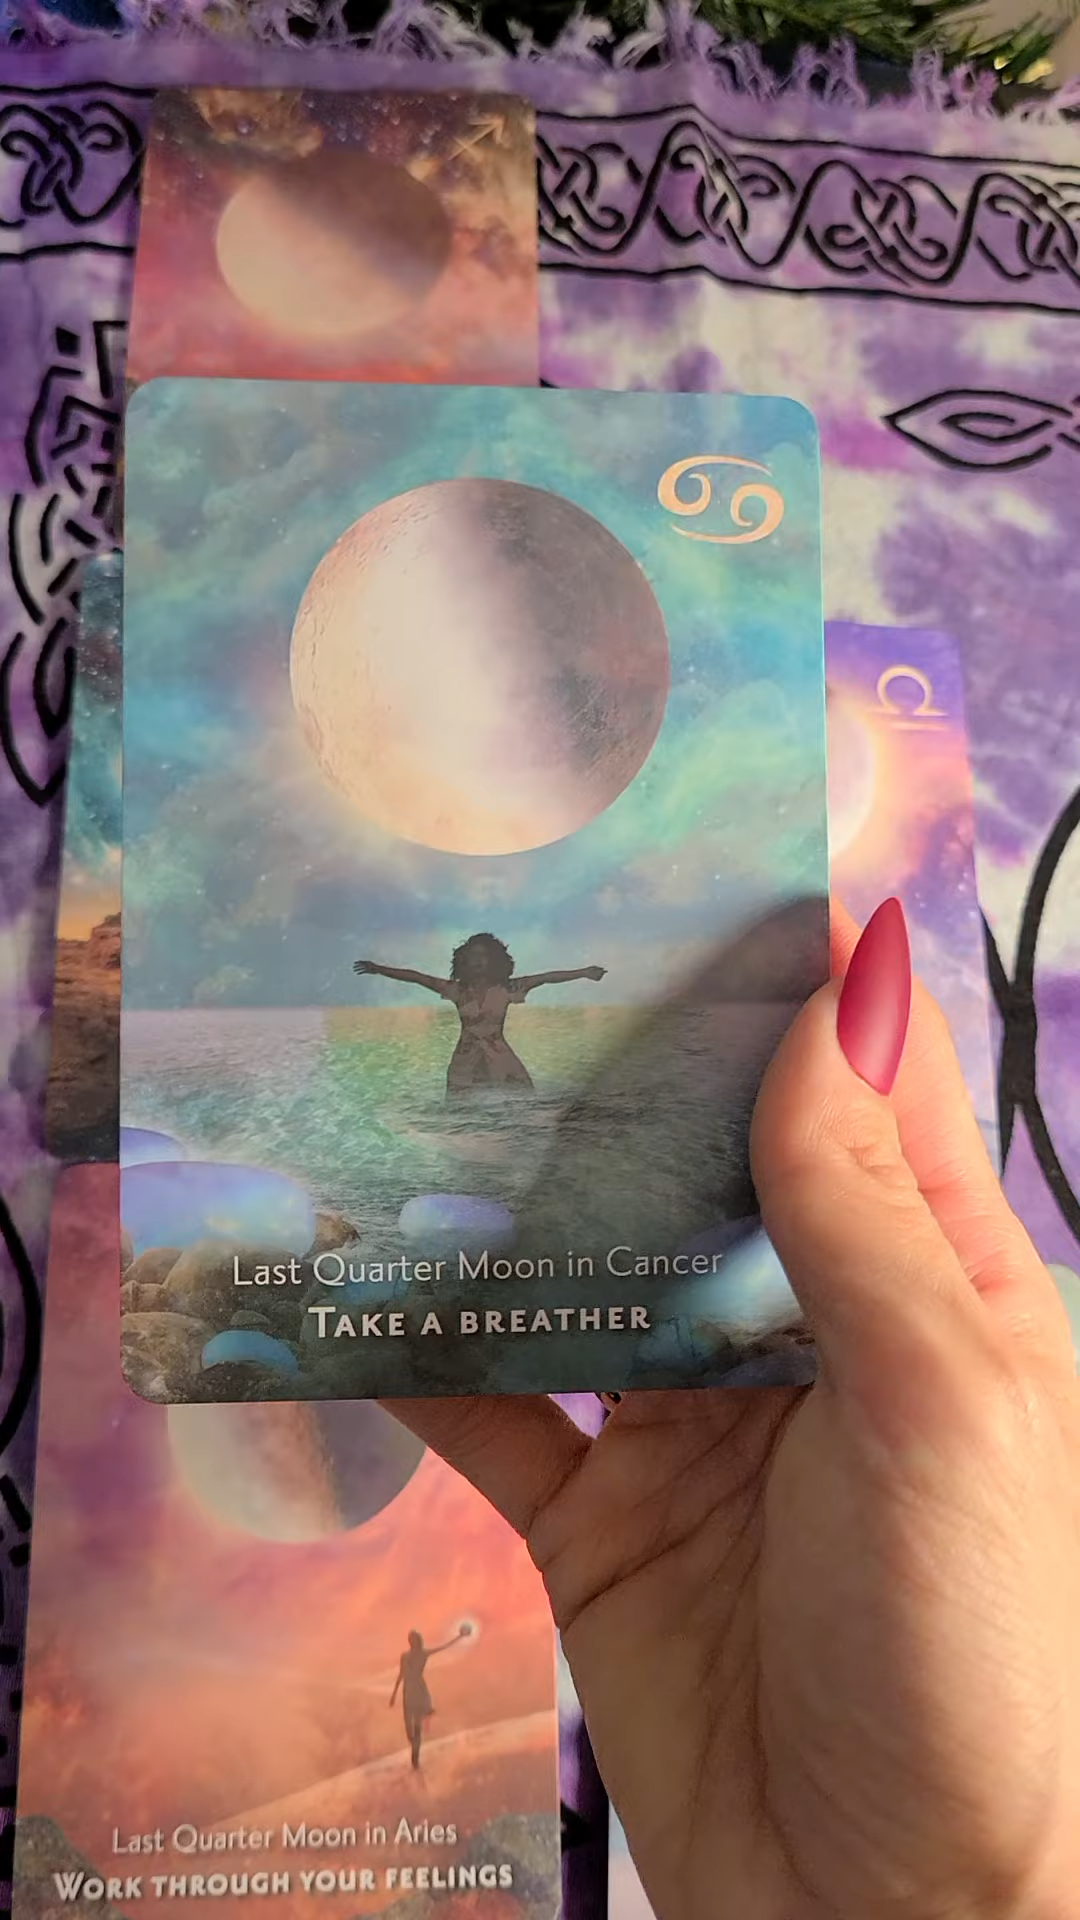 Last Quarter Moon in Cancer
TAKE A BREATHER
Last Quarter Moon in Aries
WORK THROUGH YOUR FEELINGS